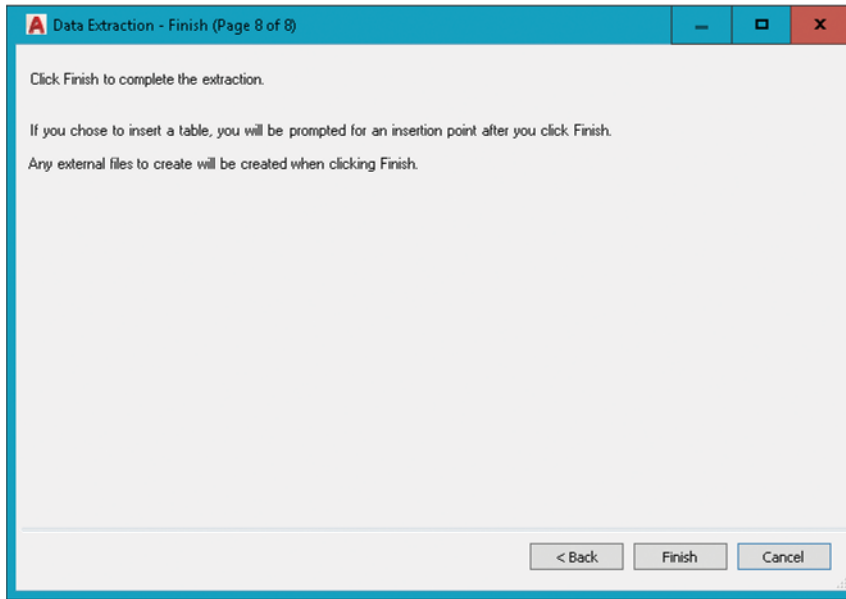 Data Extraction - Finish (Page 8 of 8)
Click Finish to complete the extraction.
If you chose to insert a table, you will be prompted for an insertion point after you click Finish.
Any external files to create will be created when clicking Finish.
< Back Finish Cancel